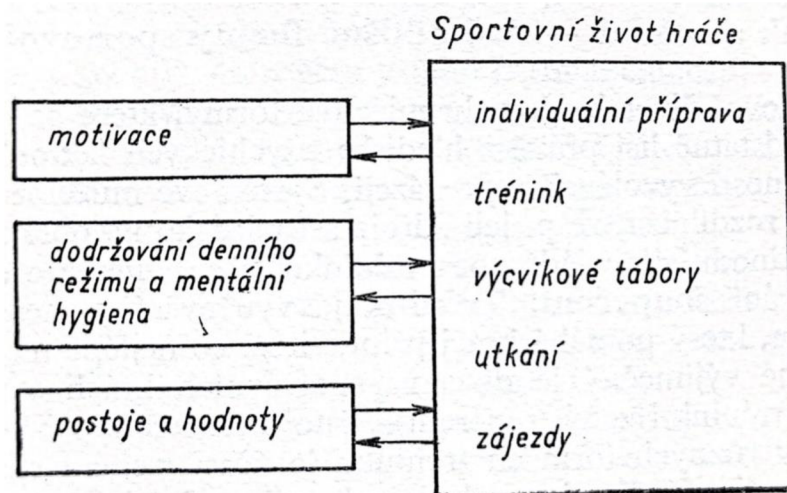 Sportovní život hráče
motivace
dodržování denního
režimu a mentální
hygiena
postoje a hodnoty
individuální příprava
trénink
výcvikové tábory
utkání
zájezdy